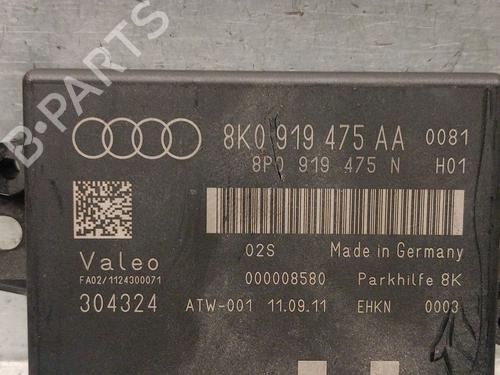 B-PARTS
8K0 919 475 AA 0081
8P0 919 475 N H01
02S Made in Germany
Valeo
FA02/1124300071
000008580 Parkhilfe 8K
304324 ATW-001 11.09.11 EHKN 0003